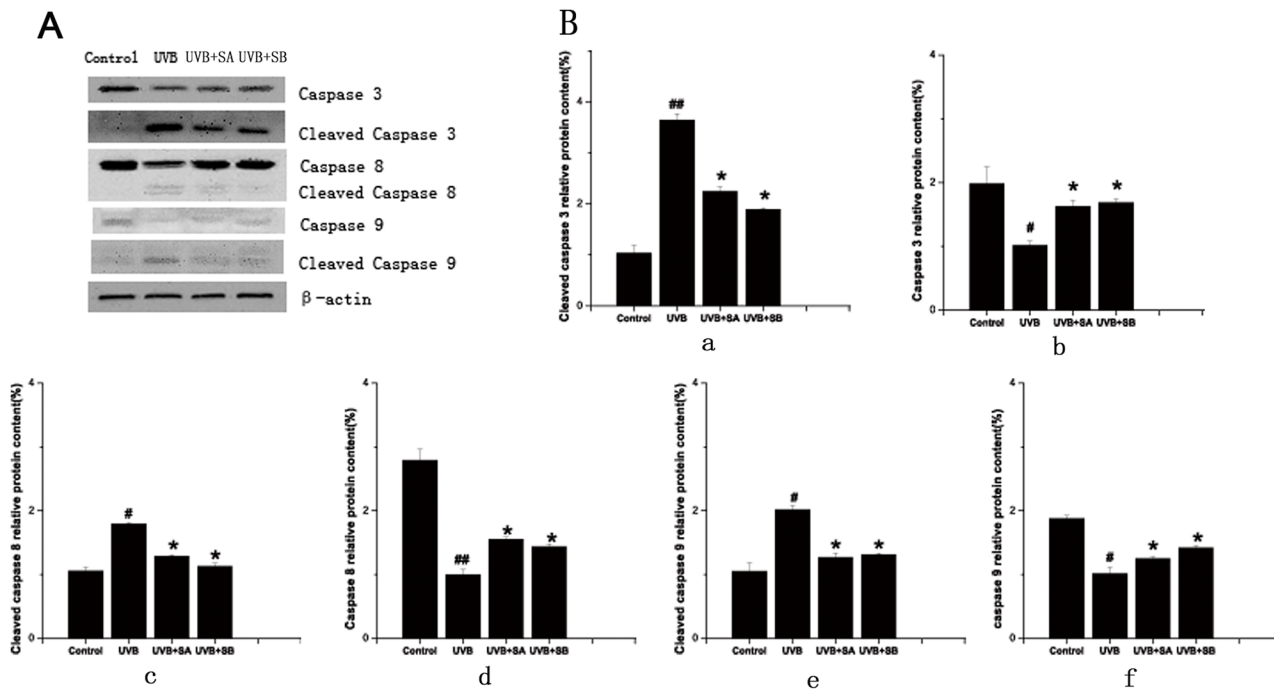 A
Control UVB UVB+SA UVB+SB
Caspase 3
Cleaved Caspase 3
Caspase 8
Cleaved Caspase 8
Caspase 9
Cleaved Caspase 9
β-actin
B
Cleaved caspase 3 relative protein content(%)
4
2
0
##
*
*
Control UVB UVB+SA UVB+SB
a
Caspase 3 relative protein content(%)
4
2
0
#
*
*
Control UVB UVB+SA UVB+SB
b
Cleaved caspase 8 relative protein content(%)
4
2
0
#
*
*
Control UVB UVB+SA UVB+SB
c
Caspase 8 relative protein content(%)
4
2
0
##
*
*
Control UVB UVB+SA UVB+SB
d
Cleaved caspase 9 relative protein content(%)
4
2
0
#
*
*
Control UVB UVB+SA UVB+SB
e
caspase 9 relative protein content(%)
4
2
0
#
*
*
Control UVB UVB+SA UVB+SB
f